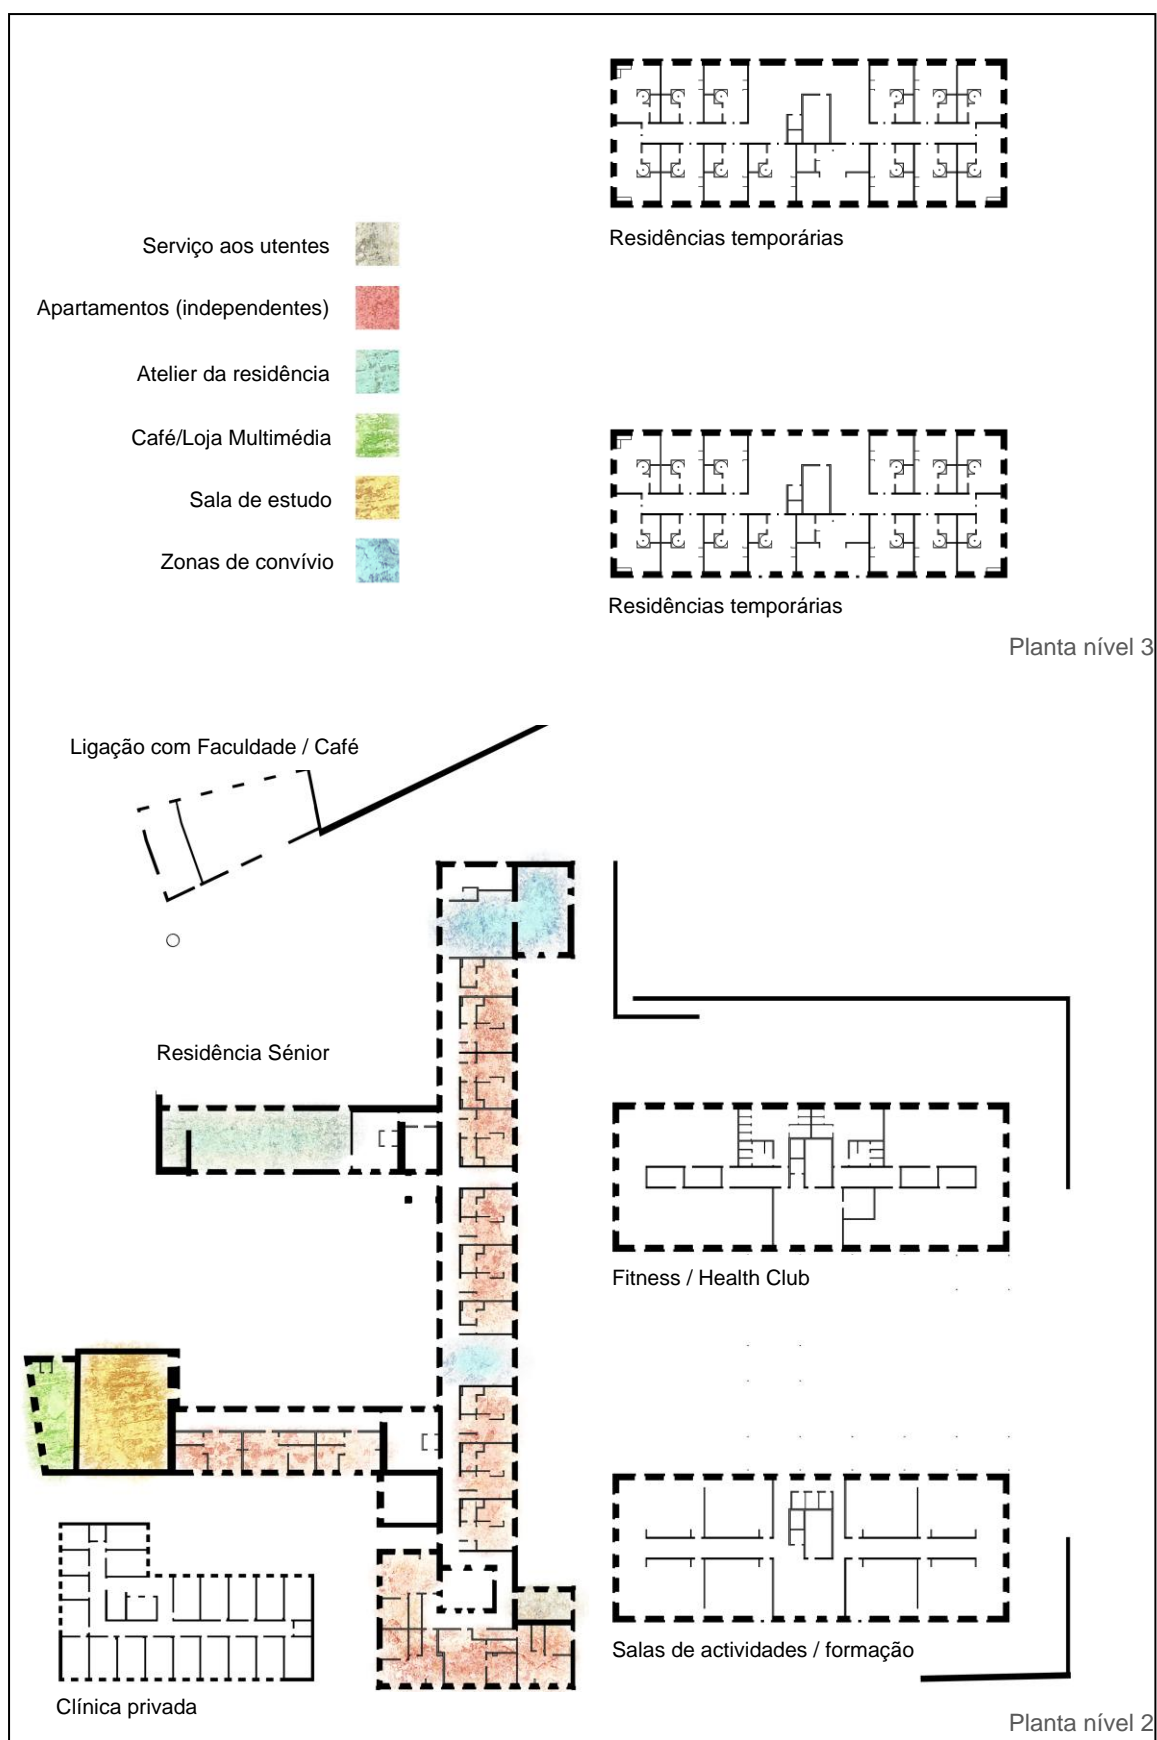 Residências temporárias
Serviço aos utentes
Apartamentos (independentes)
Atelier da residência
Café/Loja Multimédia
Sala de estudo
Zonas de convívio
Residências temporárias
Planta nível 3
Ligação com Faculdade / Café
Residência Sénior
Fitness / Health Club
Salas de actividades / formação
Clínica privada
Planta nível 2